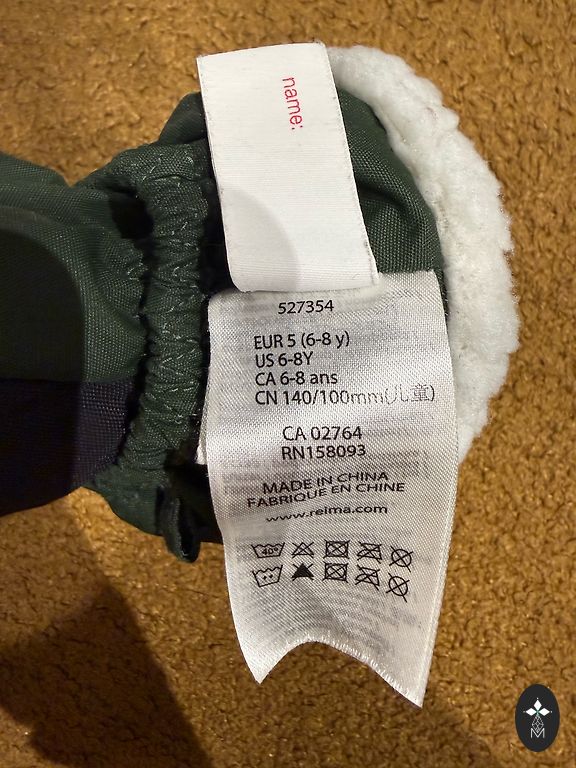 name:
527354
EUR 5 (6-8 y)
US 6-8Y
CA 6-8 ans
CN 140/100mm(儿童)
CA 02764
RN158093
MADE IN CHINA
FABRIQUE EN CHINE
www.reima.com
40°
M